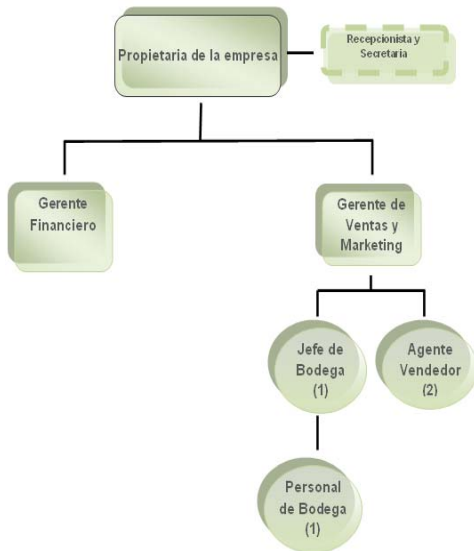 Propietaria de la empresa
Recepcionista y
Secretaria
Gerente
Financiero
Gerente de
Ventas y
Marketing
Jefe de
Bodega
(1)
Agente
Vendedor
(2)
Personal
de Bodega
(1)